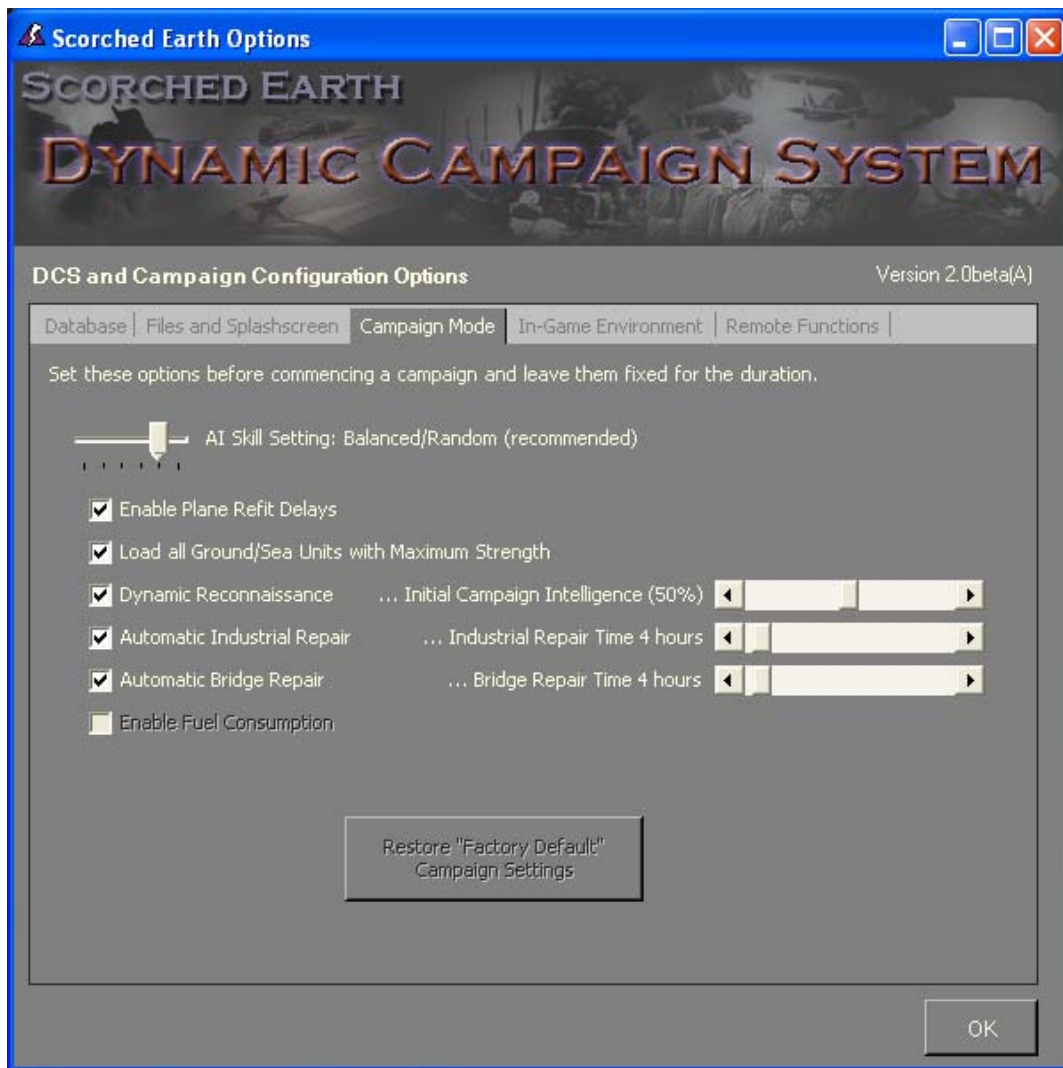 Scorched Earth Options
SCORCHED EARTH
DYNAMIC CAMPAIGN SYSTEM
DCS and Campaign Configuration Options
Version 2.0beta(A)
Database
Files and Splashscreen
Campaign Mode
In-Game Environment
Remote Functions
Set these options before commencing a campaign and leave them fixed for the duration.
AI Skill Setting: Balanced/Random (recommended)
Enable Plane Refit Delays
Load all Ground/Sea Units with Maximum Strength
Dynamic Reconnaissance ... Initial Campaign Intelligence (50%)
Automatic Industrial Repair ... Industrial Repair Time 4 hours
Automatic Bridge Repair ... Bridge Repair Time 4 hours
Enable Fuel Consumption
Restore "Factory Default"
Campaign Settings
OK